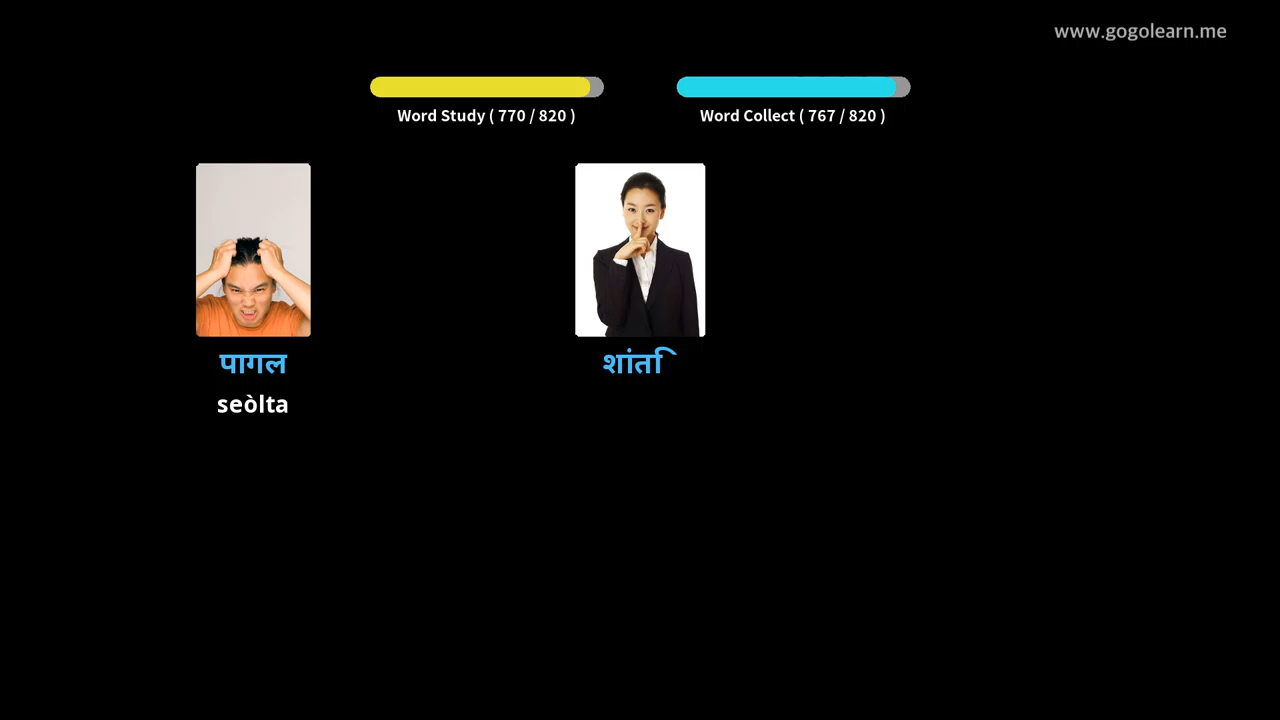 www.gogolearn.me
Word Study ( 770 / 820 )
Word Collect ( 767 / 820 )
पागल
शांति
seòlta